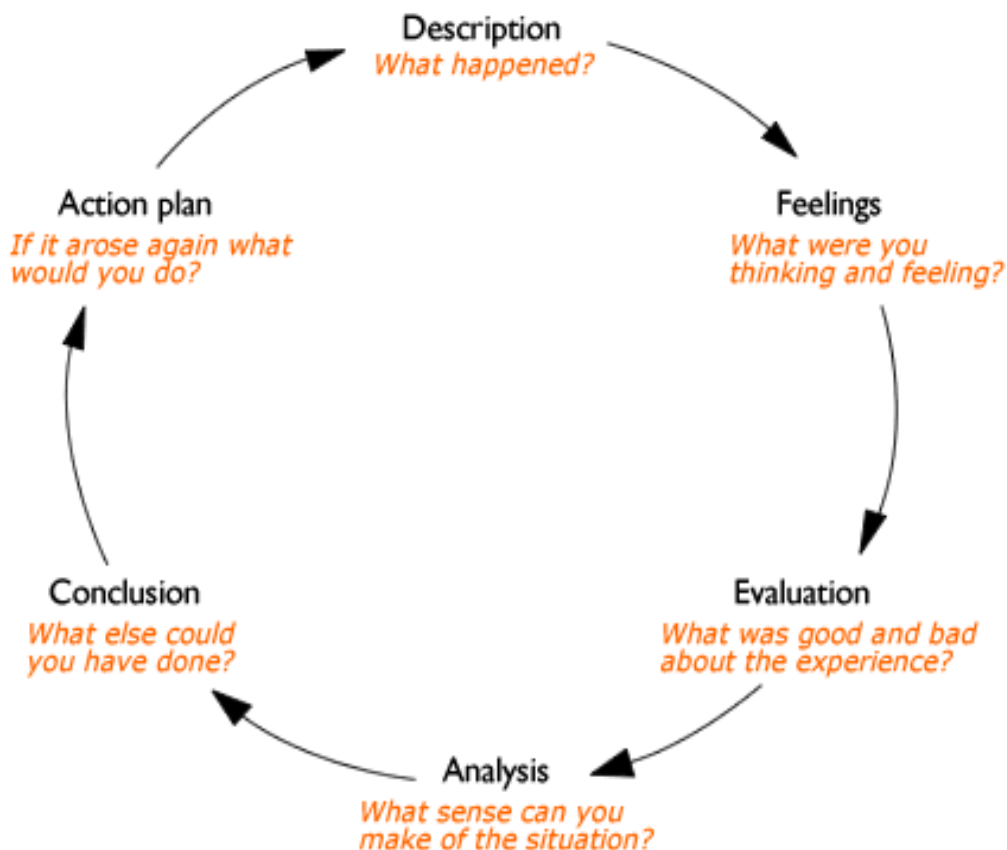 Description
What happened?
Feelings
What were you
thinking and feeling?
Evaluation
What was good and bad
about the experience?
Analysis
What sense can you
make of the situation?
Conclusion
What else could
you have done?
Action plan
If it arose again what
would you do?